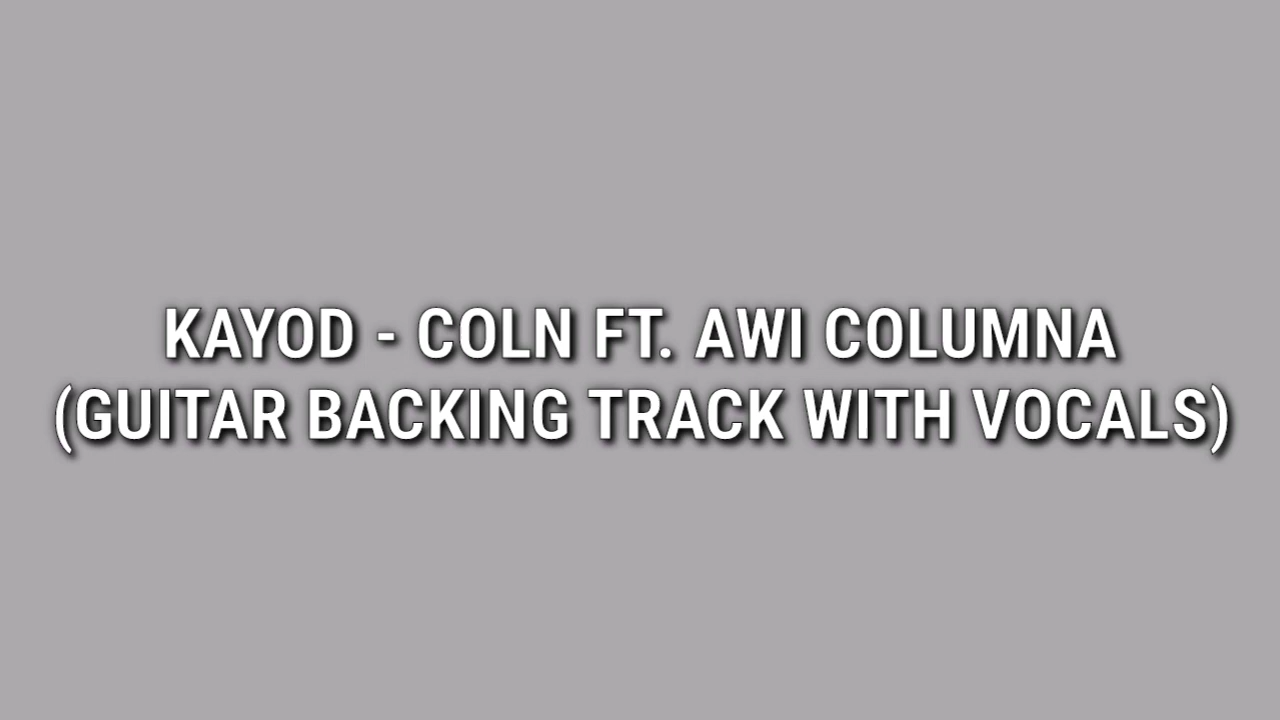 KAYOD - COLN FT. AWI COLUMNA
(GUITAR BACKING TRACK WITH VOCALS)